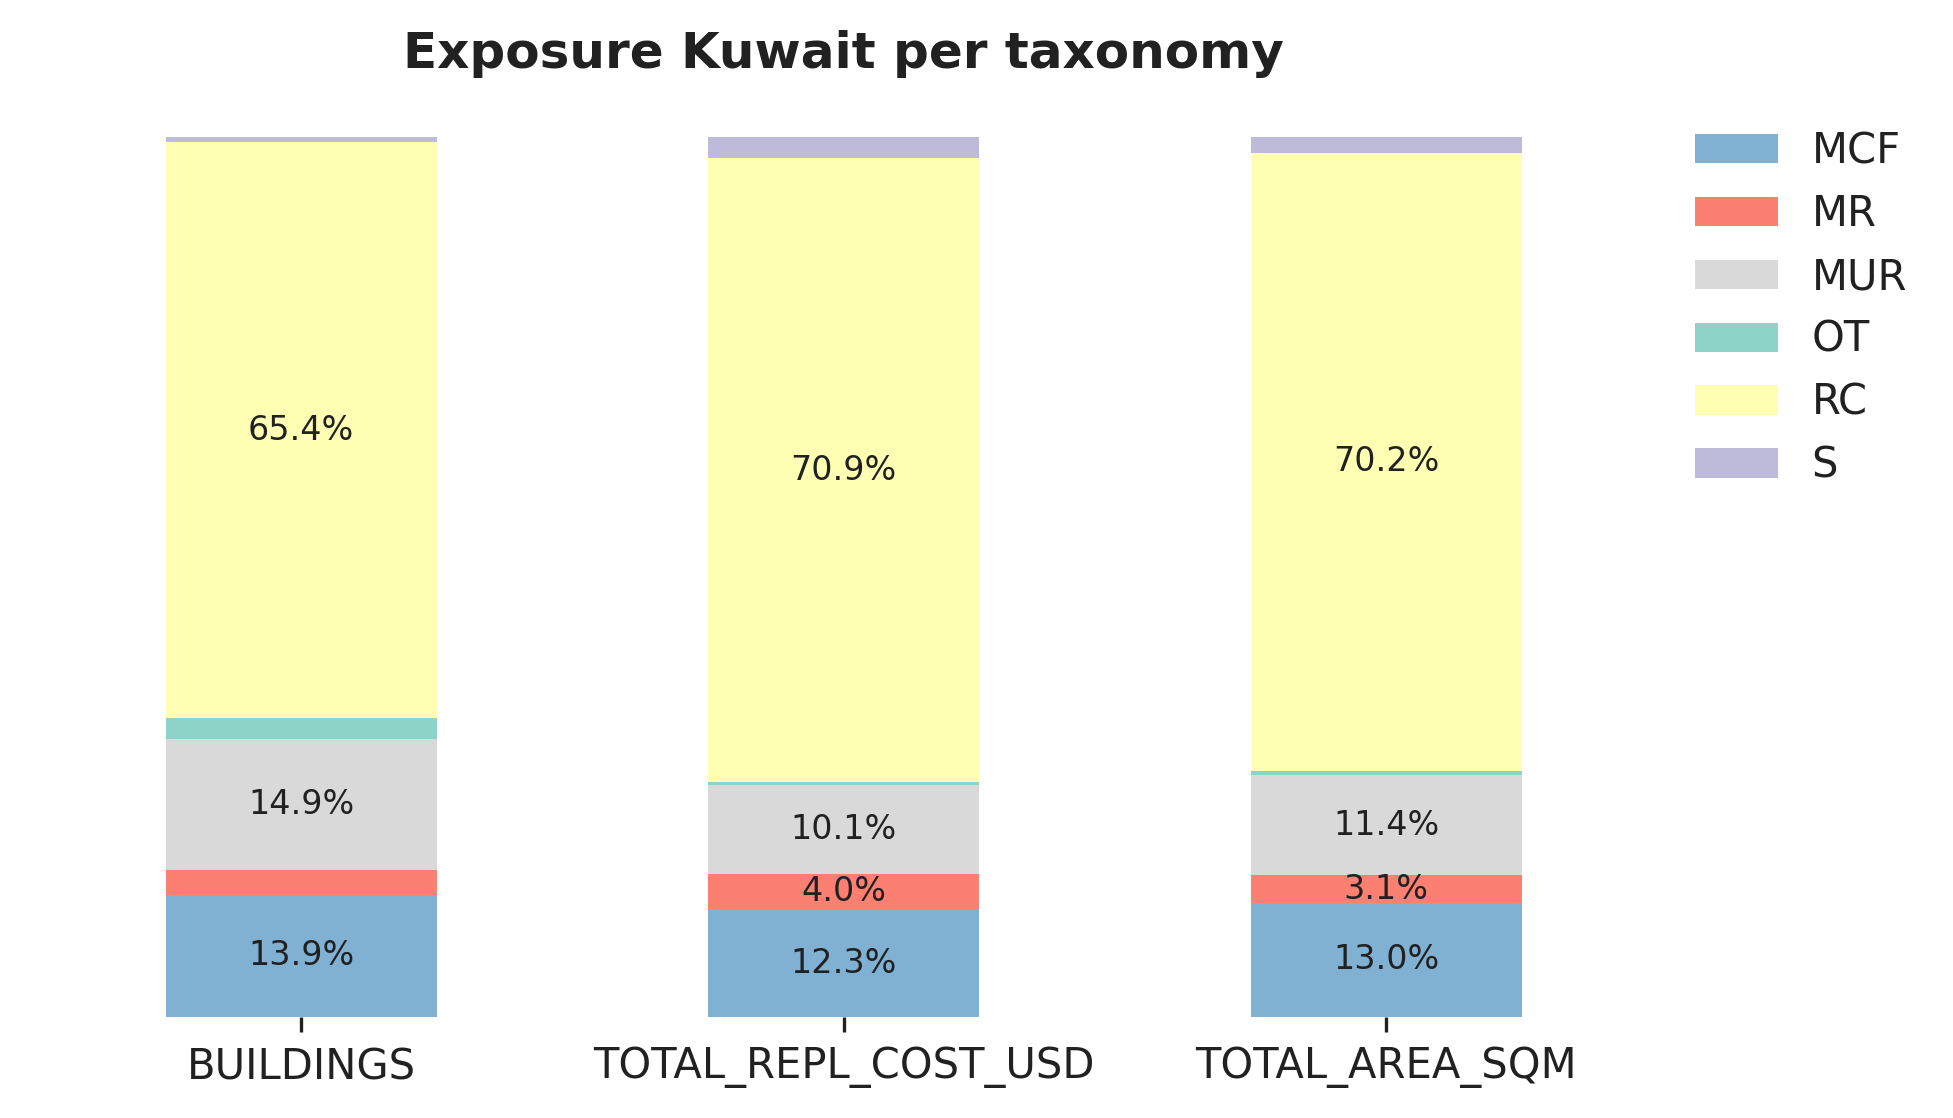 Exposure Kuwait per taxonomy
MCF
MR
MUR
OT
RC
S
65.4%
14.9%
13.9%
70.9%
10.1%
4.0%
12.3%
70.2%
11.4%
3.1%
13.0%
BUILDINGS
TOTAL_REPL_COST_USD
TOTAL_AREA_SQM